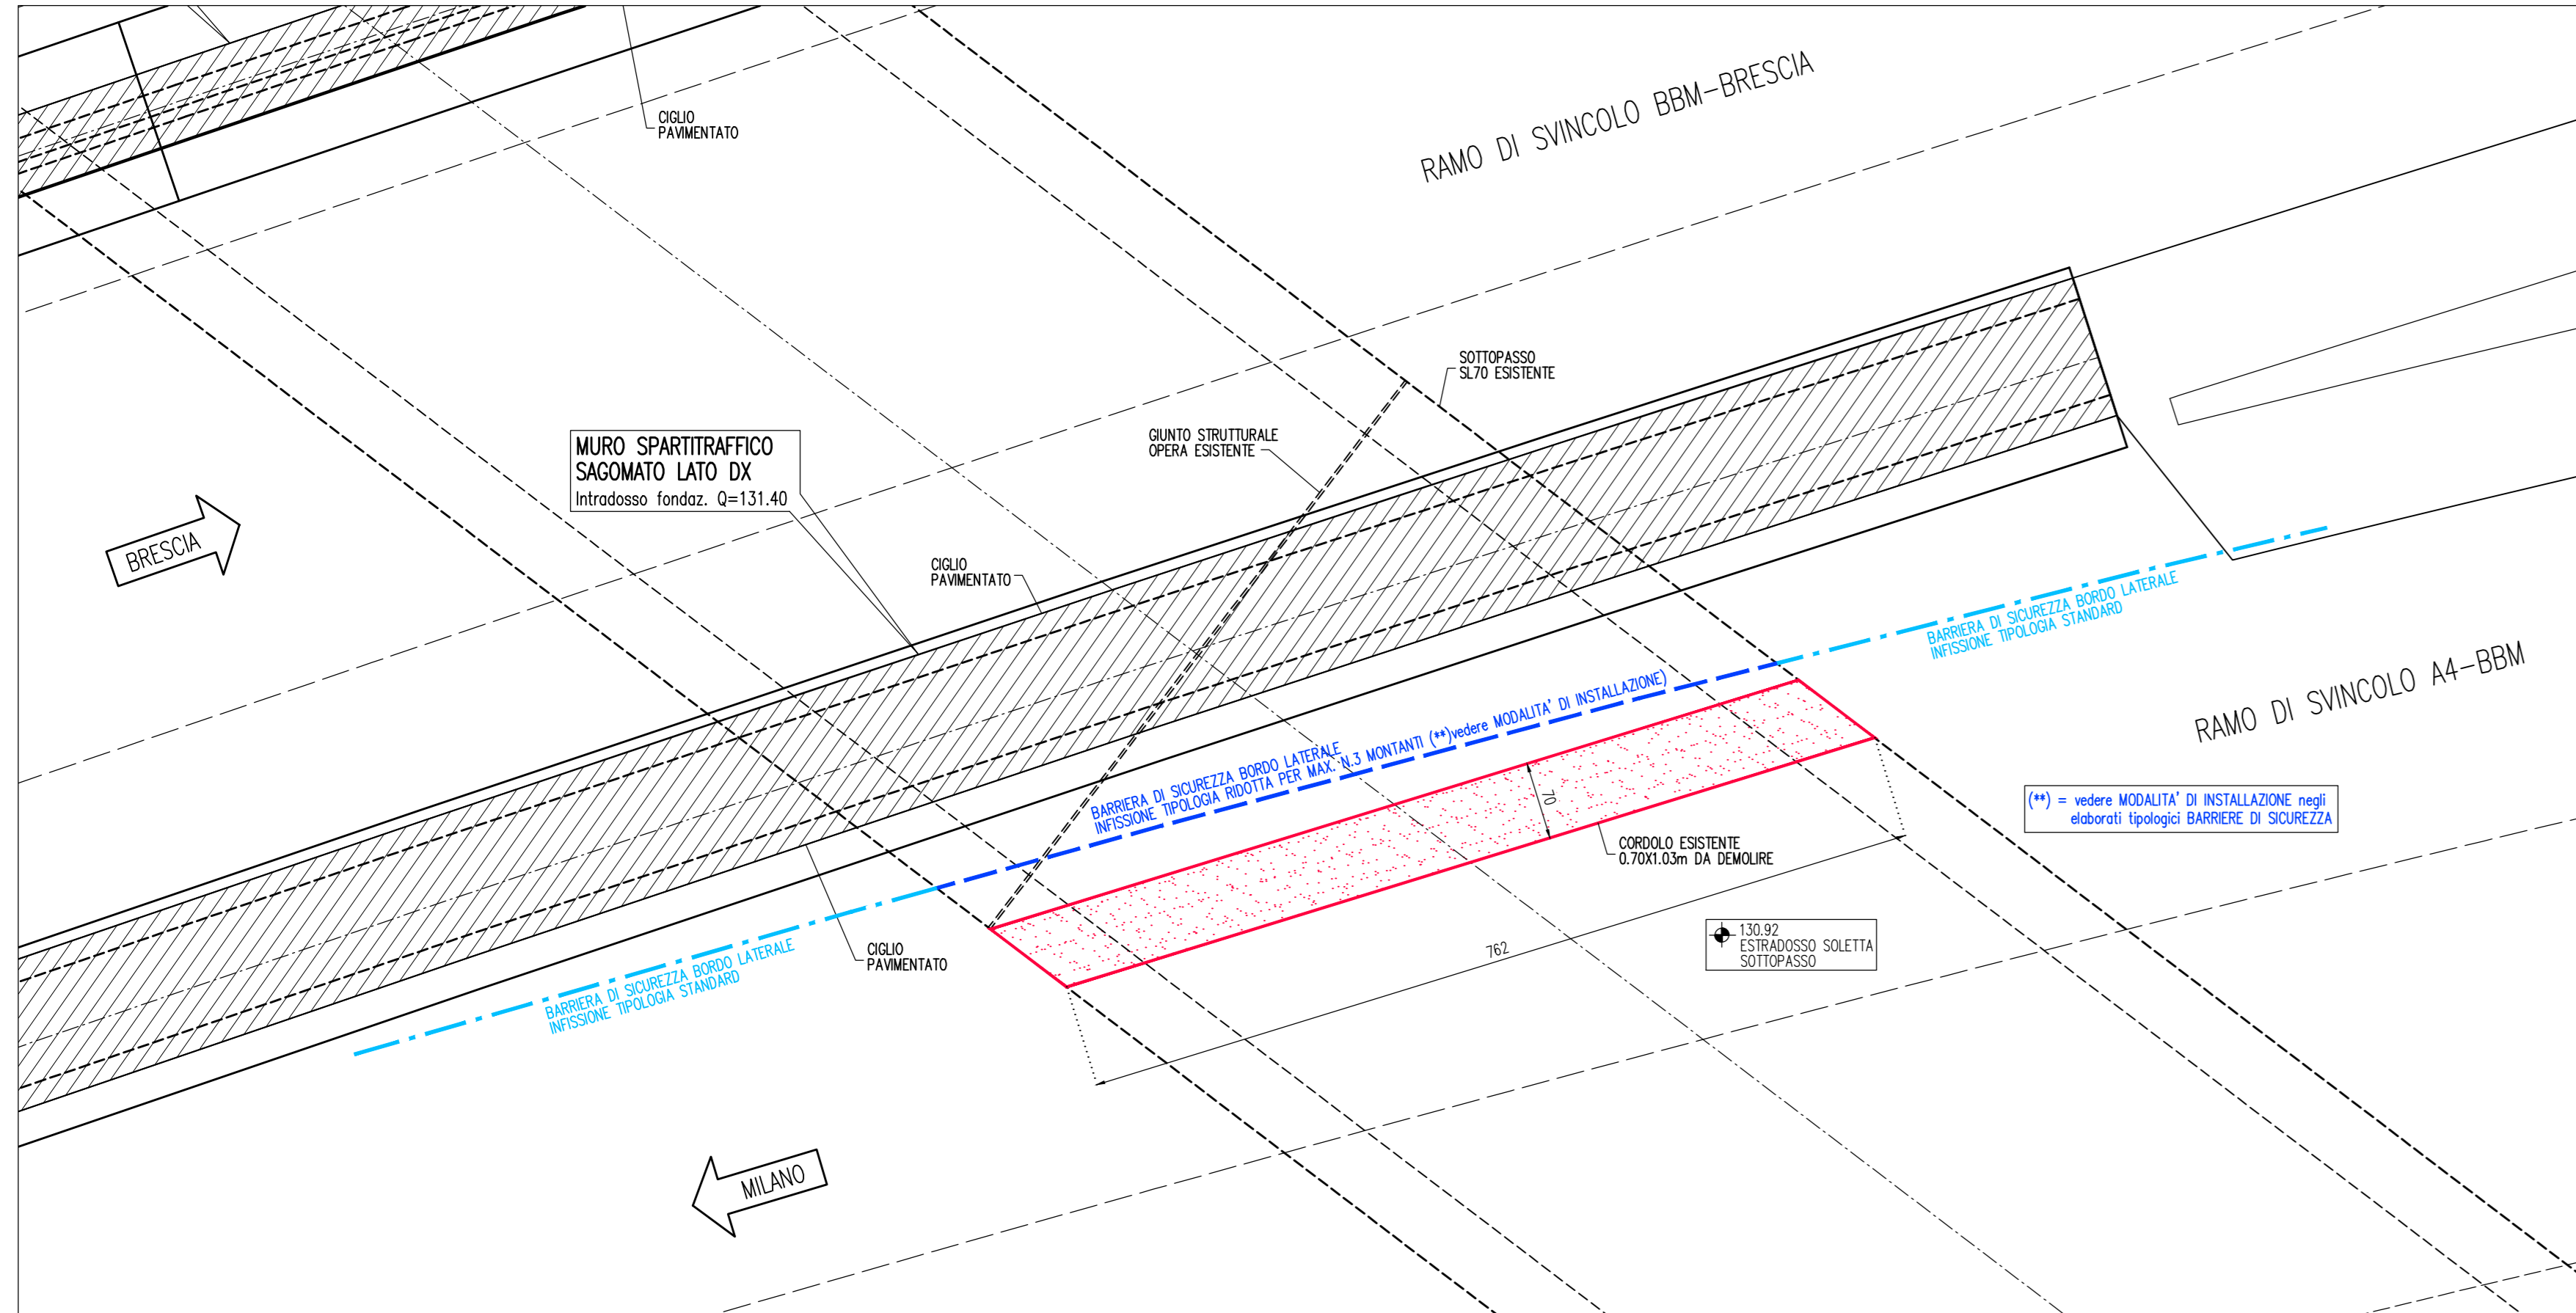 RAMO DI SVINCOLO BBM-BRESCIA
CIGLIO
PAVIMENTATO
SOTTOPASSO
SL70 ESISTENTE
GIUNTO STRUTTURALE
OPERA ESISTENTE
MURO SPARTITRAFFICO
SAGOMATO LATO DX
Intradosso fondaz. Q=131.40
BRESCIA
CIGLIO
PAVIMENTATO
BARRIERA DI SICUREZZA BORDO LATERALE
INFISSIONE TIPOLOGIA STANDARD
RAMO DI SVINCOLO A4-BBM
BARRIERA DI SICUREZZA BORDO LATERALE
INFISSIONE TIPOLOGIA RIDOTTA PER MAX. N.3 MONTANTI (**)vedere MODALITA' DI INSTALLAZIONE)
(**) = vedere MODALITA' DI INSTALLAZIONE negli
elaborati tipologici BARRIERE DI SICUREZZA
70
CORDOLO ESISTENTE
0.70X1.03m DA DEMOLIRE
762
130.92
ESTRADOSSO SOLETTA
SOTTOPASSO
CIGLIO
PAVIMENTATO
BARRIERA DI SICUREZZA BORDO LATERALE
INFISSIONE TIPOLOGIA STANDARD
MILANO